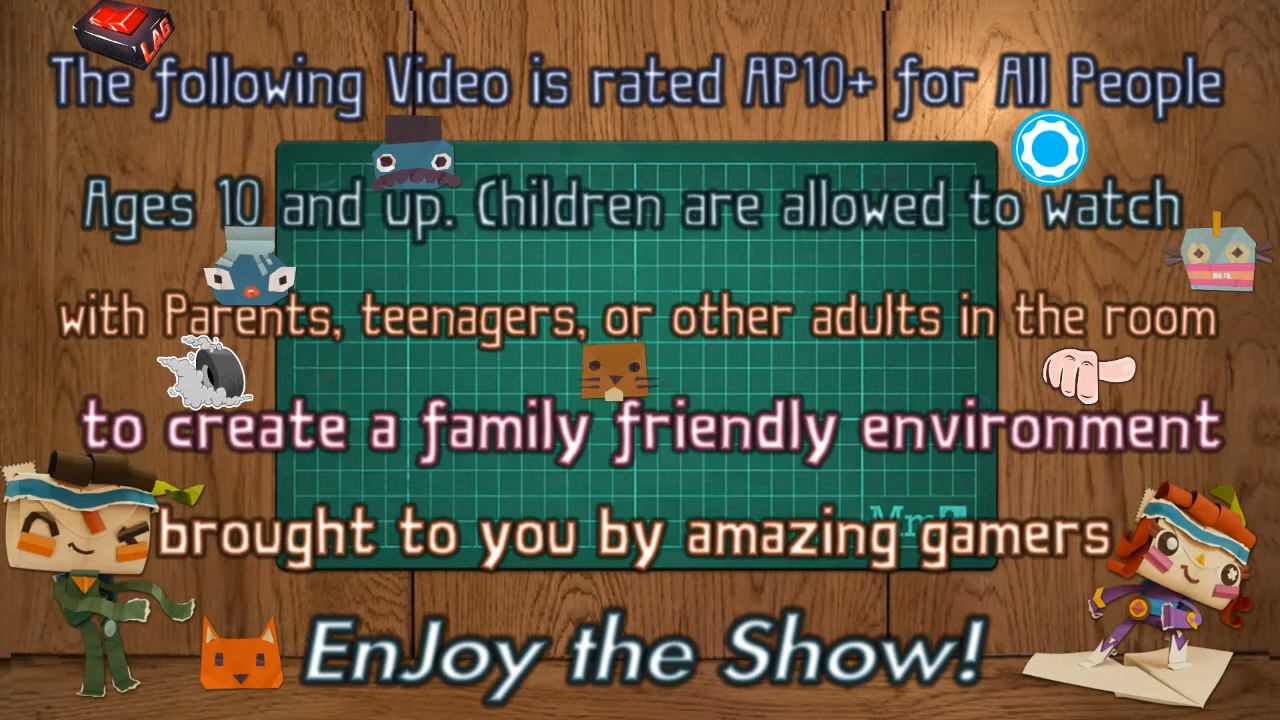 LAG
The following Video is rated AP10+ for All People
Ages 10 and up. Children are allowed to watch
with Parents, teenagers, or other adults in the room
to create a family friendly environment
brought to you by amazing gamers
EnJoy the Show!